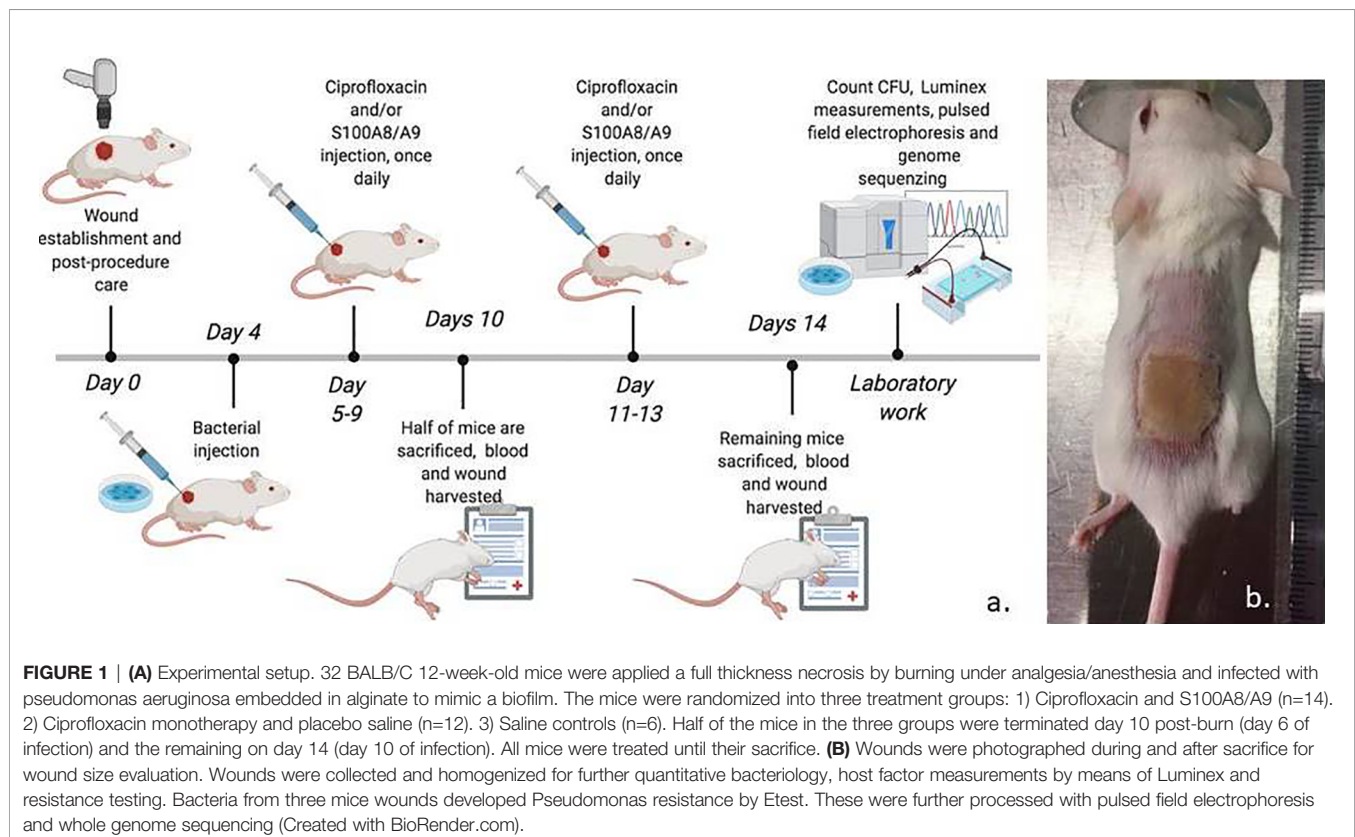 Ciprofloxacin
and/or
S100A8/A9
injection, once
daily
Ciprofloxacin
and/or
S100A8/A9
injection, once
daily
Count CFU, Luminex
measurements, pulsed
field electrophoresis and
genome
sequenzing
Wound
establishment and
post-procedure
care
Day 4
Days 10
Days 14
Day 0
Day
5-9
Day
11-13
Laboratory
work
Bacterial
injection
Half of mice are
sacrificed, blood
and wound
harvested
Remaining mice
sacrificed, blood
and wound
harvested
a.
b.
FIGURE 1 | (A) Experimental setup. 32 BALB/C 12-week-old mice were applied a full thickness necrosis by burning under analgesia/anesthesia and infected with
pseudomonas aeruginosa embedded in alginate to mimic a biofilm. The mice were randomized into three treatment groups: 1) Ciprofloxacin and S100A8/A9 (n=14).
2) Ciprofloxacin monotherapy and placebo saline (n=12). 3) Saline controls (n=6). Half of the mice in the three groups were terminated day 10 post-burn (day 6 of
infection) and the remaining on day 14 (day 10 of infection). All mice were treated until their sacrifice. (B) Wounds were photographed during and after sacrifice for
wound size evaluation. Wounds were collected and homogenized for further quantitative bacteriology, host factor measurements by means of Luminex and
resistance testing. Bacteria from three mice wounds developed Pseudomonas resistance by Etest. These were further processed with pulsed field electrophoresis
and whole genome sequencing (Created with BioRender.com).